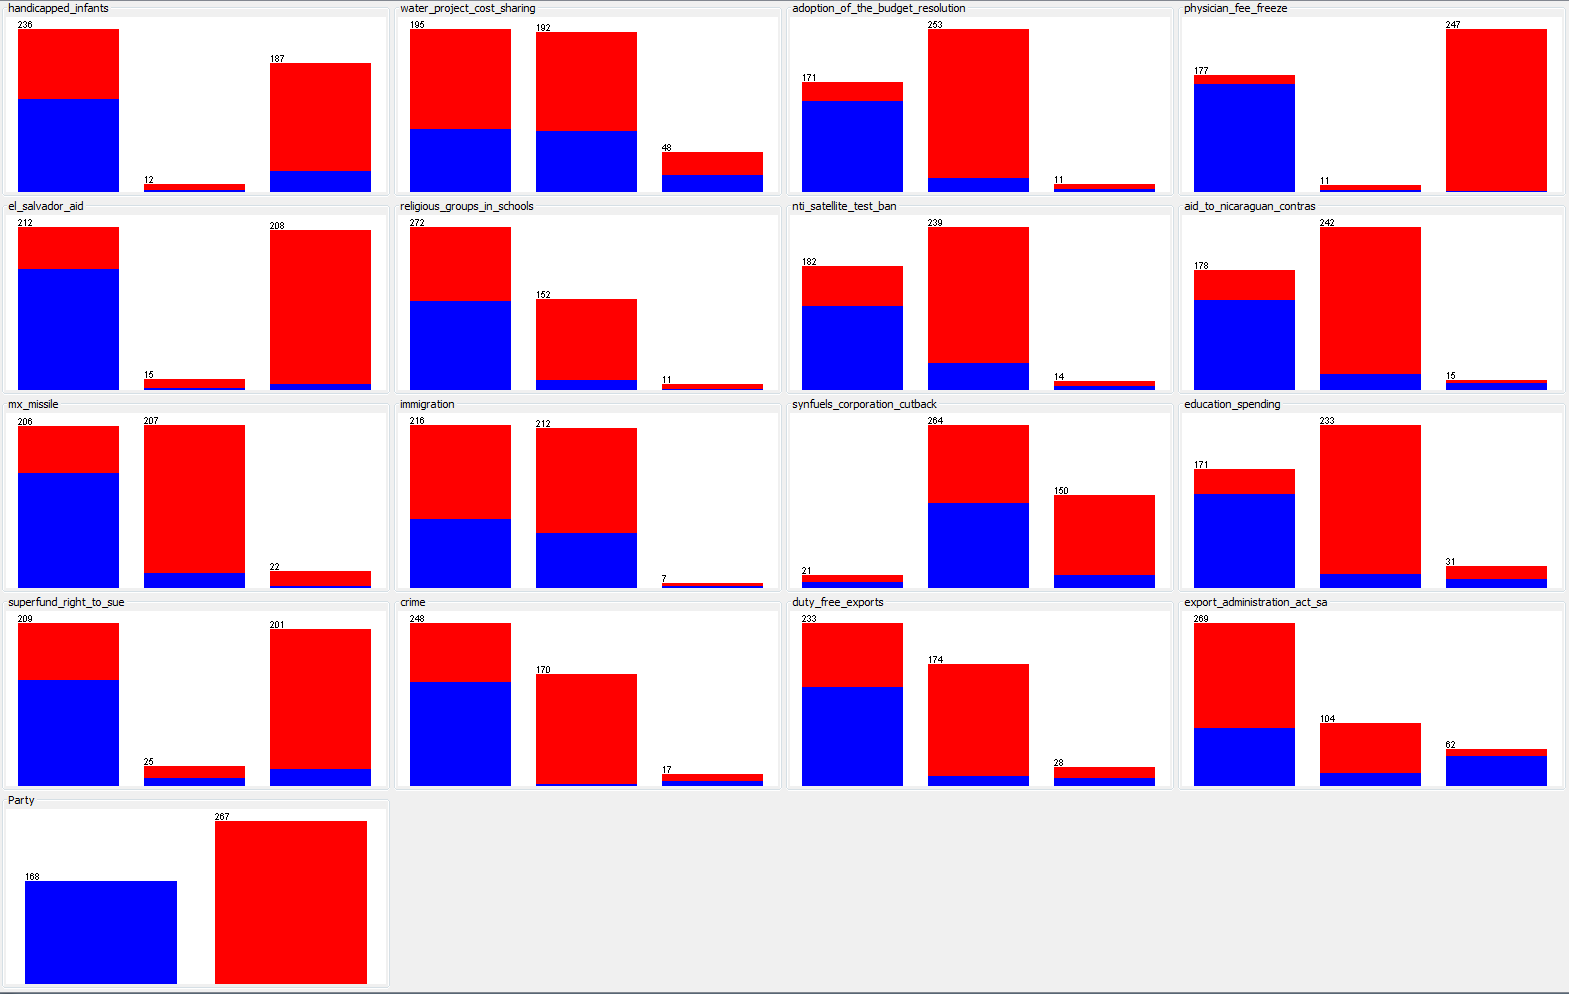 handicapped_infants
236
12
187
water_project_cost_sharing
195
192
48
adoption_of_the_budget_resolution
171
253
11
physician_fee_freeze
177
11
247
el_salvador_aid
212
15
208
religious_groups_in_schools
272
152
11
nti_satellite_test_ban
182
239
14
aid_to_nicaraguan_contras
178
242
15
mx_missile
206
207
22
immigration
216
212
7
synfuels_corporation_cutback
21
264
150
education_spending
171
233
31
superfund_right_to_sue
209
25
201
crime
248
170
17
duty_free_exports
233
174
28
export_administration_act_sa
269
104
62
Party
168
267